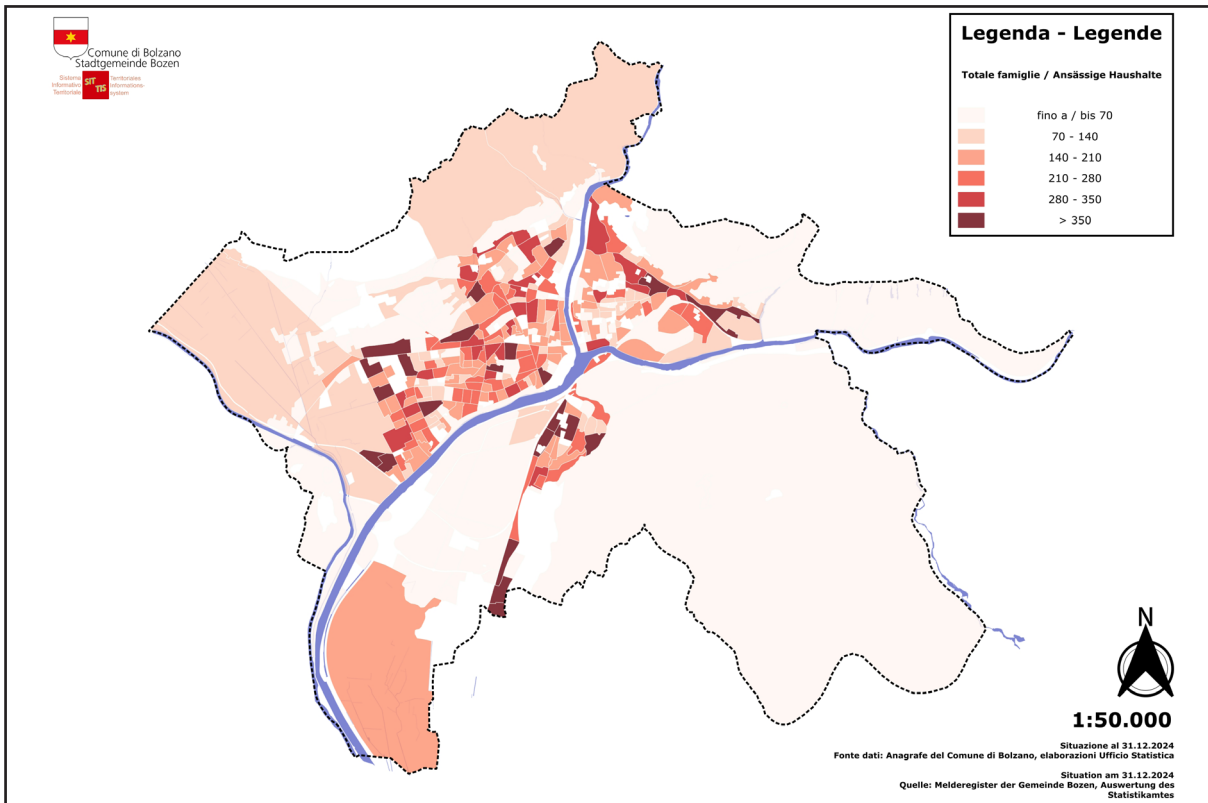 Comune di Bolzano
Stadtgemeinde Bozen
Sistema
Informativo
Territoriale
SIT
TIS
Territoriales
Informations-
system
Legenda - Legende
Totale famiglie / Ansässige Haushalte
fino a / bis 70
70 - 140
140 - 210
210 - 280
280 - 350
> 350
N
1:50.000
Situazione al 31.12.2024
Fonte dati: Anagrafe del Comune di Bolzano, elaborazioni Ufficio Statistica
Situation am 31.12.2024
Quelle: Melderegister der Gemeinde Bozen, Auswertung des
Statistikamtes